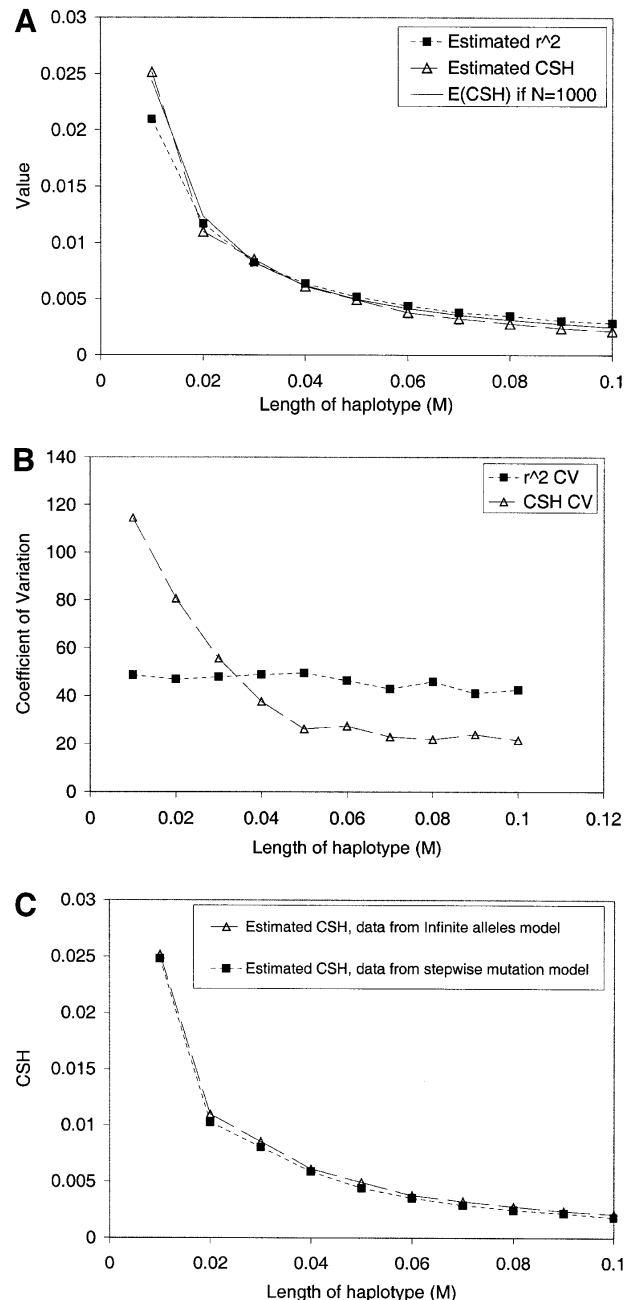 A
0.03
0.025
0.02
0.015
0.01
0.005
0
Value
Estimated r^2
Estimated CSH
E(CSH) if N=1000
0 0.02 0.04 0.06 0.08 0.1
Length of haplotype (M)
B
140
120
100
80
60
40
20
0
Coefficient of Variation
r^2 CV
CSH CV
0 0.02 0.04 0.06 0.08 0.1 0.12
Length of haplotype (M)
C
0.03
0.025
0.02
0.015
0.01
0.005
0
CSH
Estimated CSH, data from Infinite alleles model
Estimated CSH, data from stepwise mutation model
0 0.02 0.04 0.06 0.08 0.1
Length of haplotype (M)